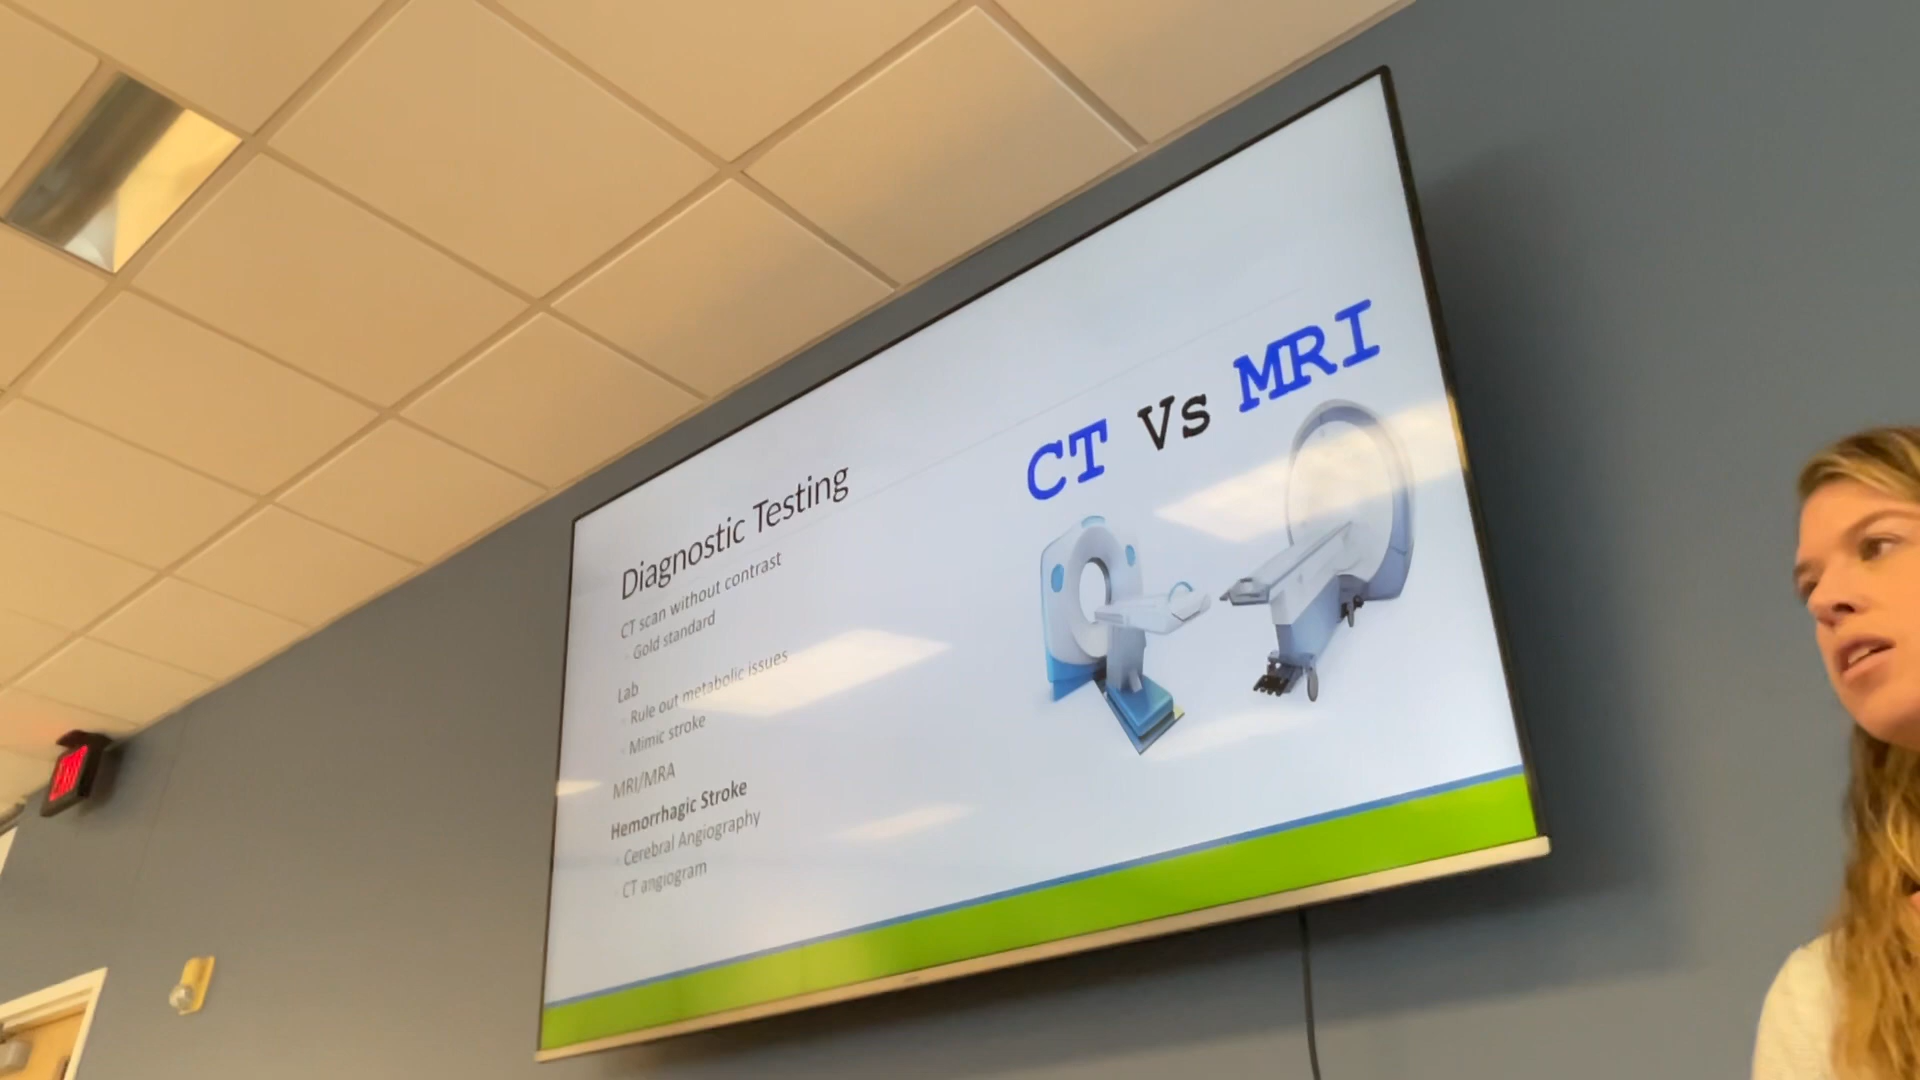 Diagnostic Testing
CT scan without contrast
Gold standard
Lab
Rule out metabolic issues
Mimic stroke
MRI/MRA
Hemorrhagic Stroke
Cerebral Angiography
CT angiogram
CT Vs MRI
EXIT